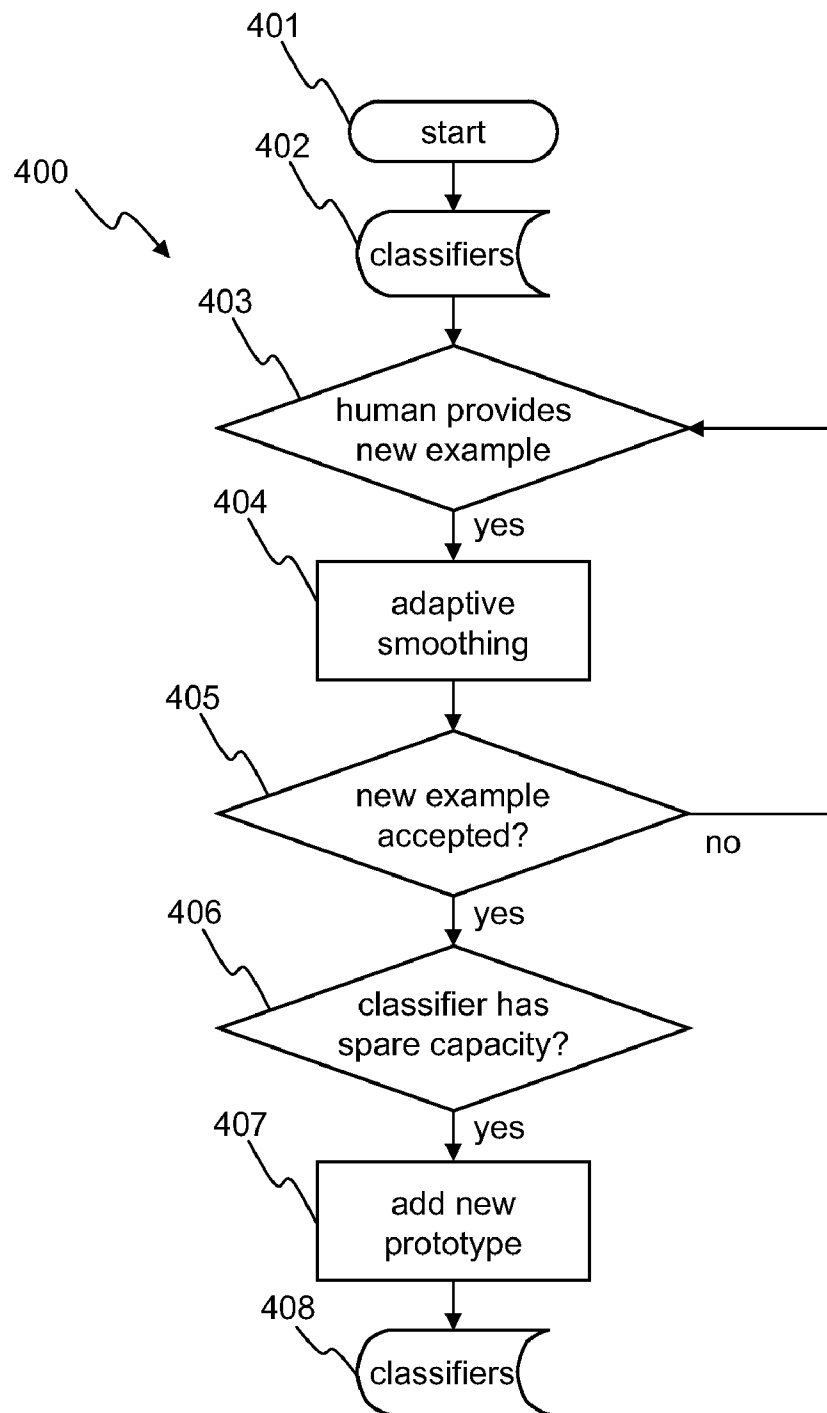 401
start
402
400
classifiers
403
human provides
new example
404
yes
adaptive
smoothing
405
new example
accepted?
no
406
yes
classifier has
spare capacity?
407
yes
add new
prototype
408
classifiers